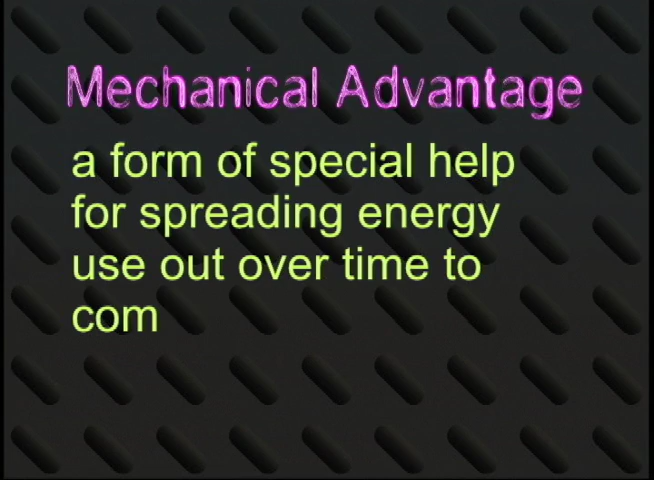 Mechanical Advantage
a form of special help
for spreading energy
use out over time to
com